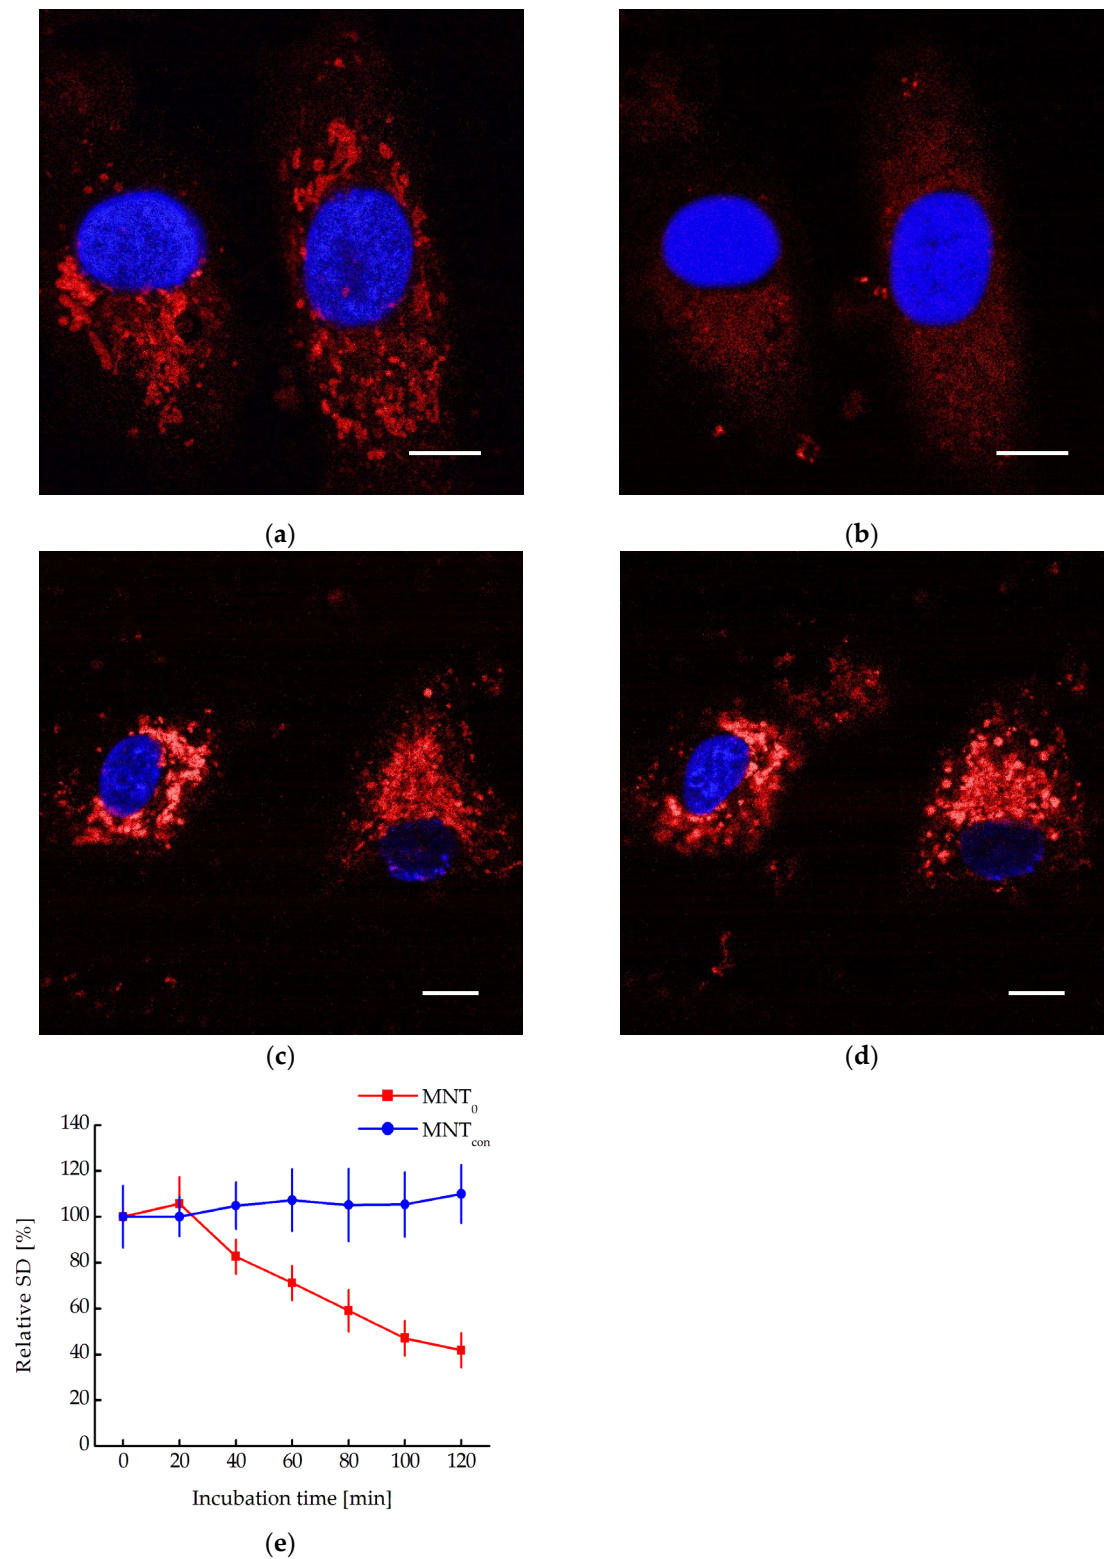 (a)
(b)
(c)
(d)
MNT0
MNTcon
140
120
100
80
60
40
20
0
Relative SD [%]
0 20 40 60 80 100 120
Incubation time [min]
(e)